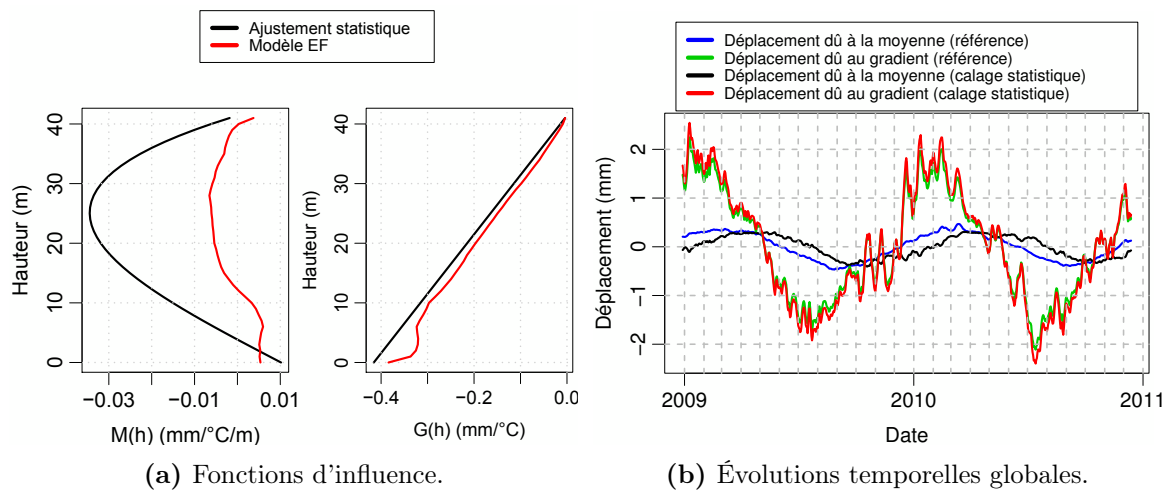 Ajustement statistique
Modèle EF
Hauteur (m)
0 10 20 30 40
−0.03 −0.01 0.01
M(h) (mm/°C/m)
Hauteur (m)
0 10 20 30 40
−0.4 −0.2 0.0
G(h) (mm/°C)
(a) Fonctions d'influence.
Déplacement dû à la moyenne (référence)
Déplacement dû au gradient (référence)
Déplacement dû à la moyenne (calage statistique)
Déplacement dû au gradient (calage statistique)
Déplacement (mm)
−2 −1 0 1 2
2009 2010 2011
Date
(b) Évolutions temporelles globales.